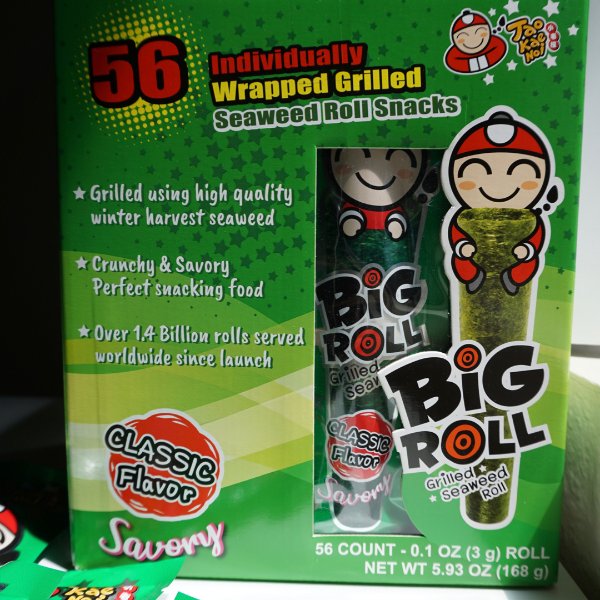 56
Individually
Wrapped Grilled
Seaweed Roll Snacks
Tao
Kae
Noi
Grilled using high quality
winter harvest seaweed
Crunchy & Savory
Perfect snacking food
Over 1.4 Billion rolls served
worldwide since launch
CLASSIC
Flavor
Savory
BiG
ROLL
Grilled
Seaw
CLASSIC
Flavor
Savory
BiG
ROLL
Grilled
Seaweed
Roll
56 COUNT - 0.1 OZ (3 g) ROLL
NET WT 5.93 OZ (168 g)